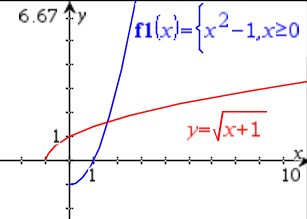 6.67 y
f1(x)={x²-1,x≥0
y=√x+1
1
x
1
10